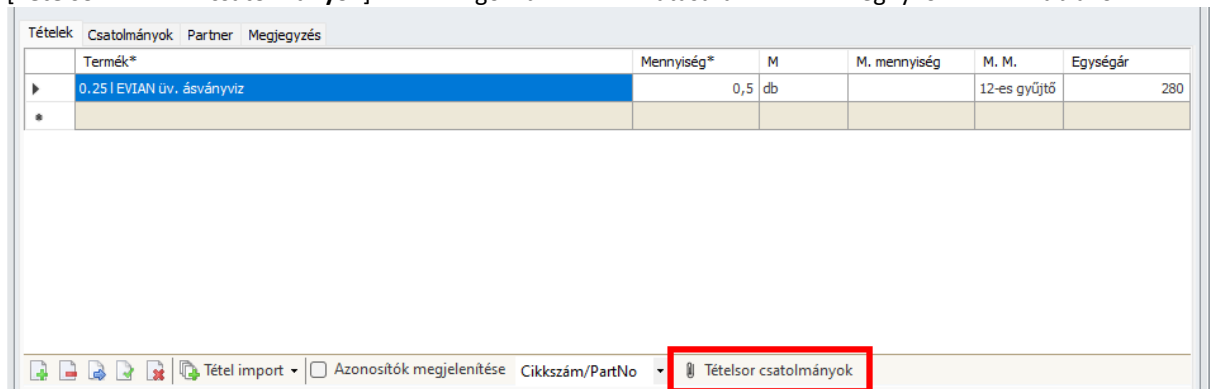 Tételek Csatolmányok Partner Megjegyzés
Termék* Mennyiség* M M. mennyiség M. M. Egységár
0.25 l EVIAN üv. ásványviz 0,5 db 12-es gyűjtő 280
Tétel import Azonosítók megjelenítése Cikkszám/PartNo Tételsor csatolmányok